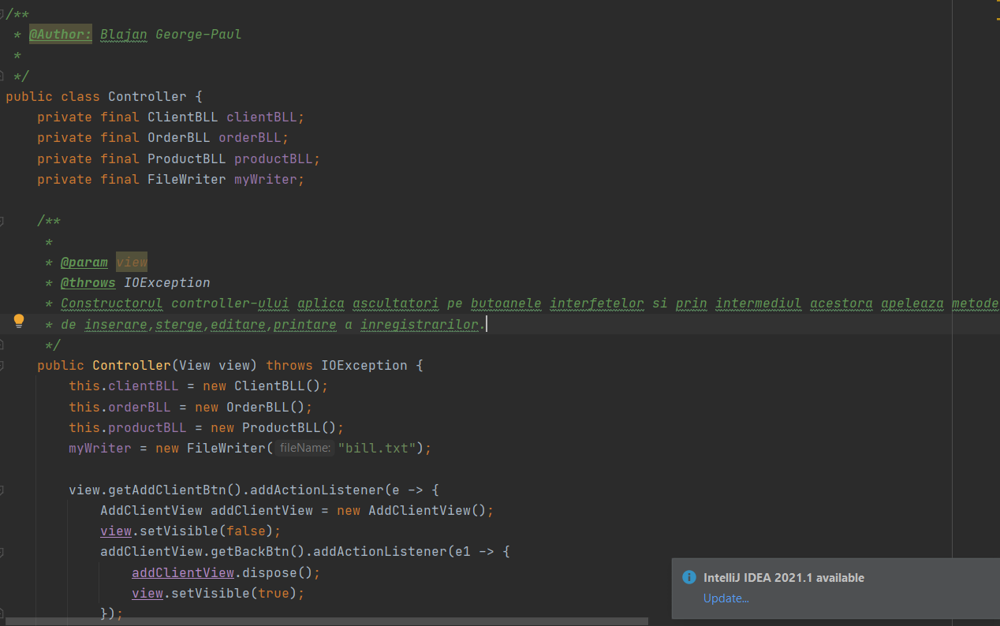 /**
 * @Author: Blajan George-Paul
 *
 */
public class Controller {
    private final ClientBLL clientBLL;
    private final OrderBLL orderBLL;
    private final ProductBLL productBLL;
    private final FileWriter myWriter;
    /**
     *
     * @param view
     * @throws IOException
     * Constructorul controller-ului aplica ascultatori pe butoanele interfetelor si prin intermediul acestora apeleaza metode
     * de inserare,sterge,editare,printare a inregistrarilor.
     */
    public Controller(View view) throws IOException {
        this.clientBLL = new ClientBLL();
        this.orderBLL = new OrderBLL();
        this.productBLL = new ProductBLL();
        myWriter = new FileWriter( fileName: "bill.txt");
        view.getAddClientBtn().addActionListener(e -> {
            AddClientView addClientView = new AddClientView();
            view.setVisible(false);
            addClientView.getBackBtn().addActionListener(e1 -> {
                addClientView.dispose();
                view.setVisible(true);
            });
IntelliJ IDEA 2021.1 available
Update...